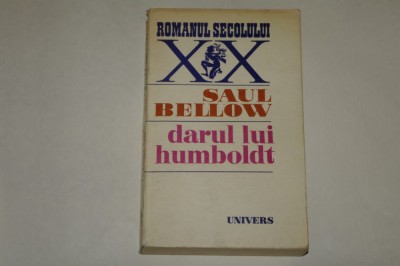 ROMANUL SECOLULUI
XX
SAUL
BELLOW
darul lui
humboldt
UNIVERS